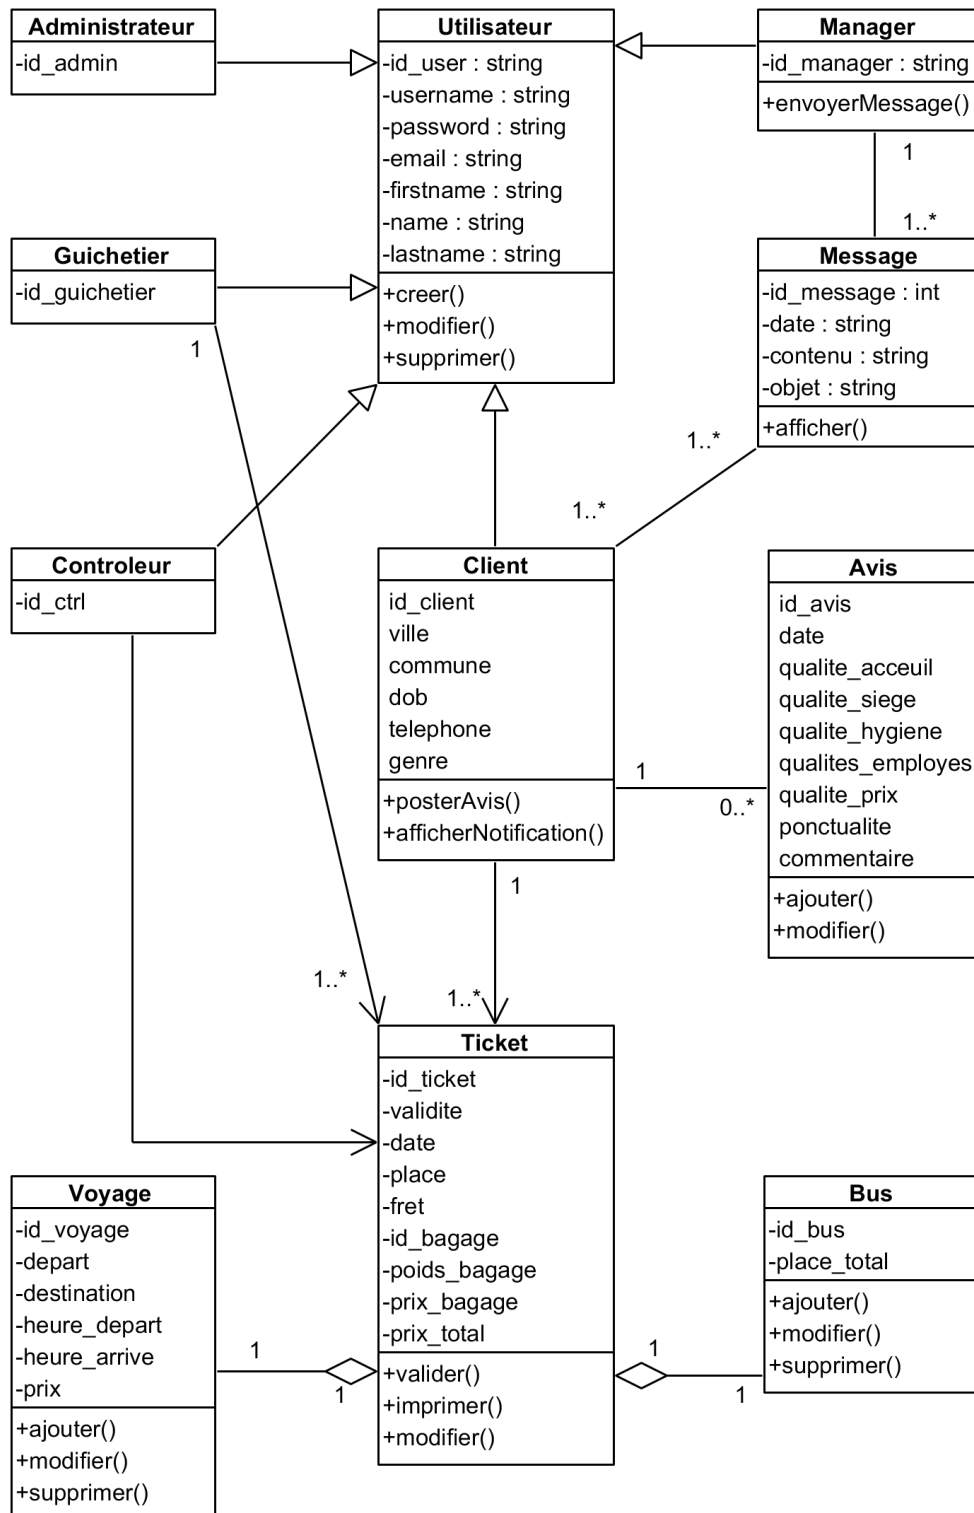 Administrateur
-id_admin
Utilisateur
-id_user : string
-username : string
-password : string
-email : string
-firstname : string
-name : string
-lastname : string
+creer()
+modifier()
+supprimer()
Manager
-id_manager : string
+envoyerMessage()
1
1..*
Guichetier
-id_guichetier
1
Message
-id_message : int
-date : string
-contenu : string
-objet : string
+afficher()
1..*
1..*
Controleur
-id_ctrl
Client
id_client
ville
commune
dob
telephone
genre
+posterAvis()
+afficherNotification()
1
0..*
Avis
id_avis
date
qualite_acceuil
qualite_siege
qualite_hygiene
qualites_employes
qualite_prix
ponctualite
commentaire
+ajouter()
+modifier()
1
1..*
1..*
Ticket
-id_ticket
-validite
-date
-place
-fret
-id_bagage
-poids_bagage
-prix_bagage
-prix_total
+valider()
+imprimer()
+modifier()
Voyage
-id_voyage
-depart
-destination
-heure_depart
-heure_arrive
-prix
+ajouter()
+modifier()
+supprimer()
1
1
1
1
Bus
-id_bus
-place_total
+ajouter()
+modifier()
+supprimer()